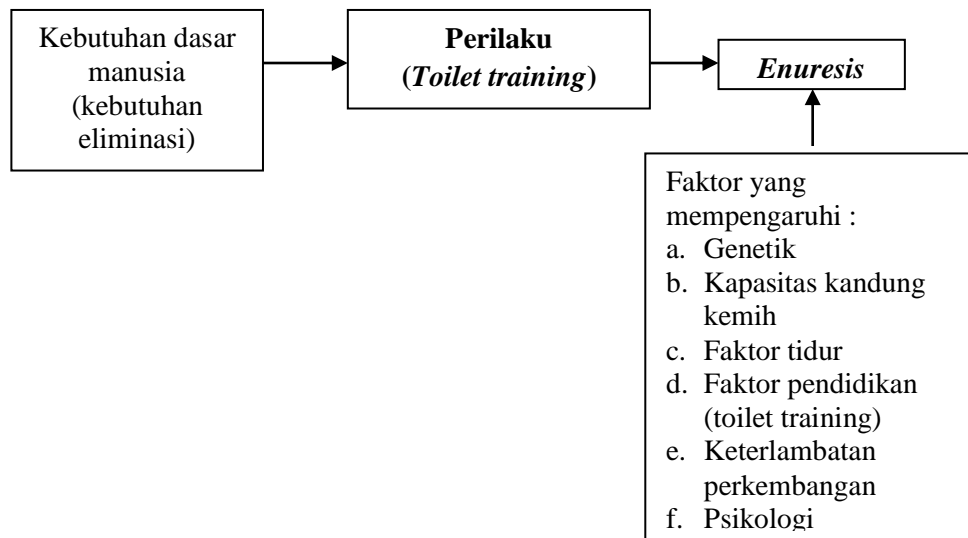 Kebutuhan dasar
manusia
(kebutuhan
eliminasi)
Perilaku
(Toilet training)
Enuresis
Faktor yang
mempengaruhi :
a. Genetik
b. Kapasitas kandung
kemih
c. Faktor tidur
d. Faktor pendidikan
(toilet training)
e. Keterlambatan
perkembangan
f. Psikologi